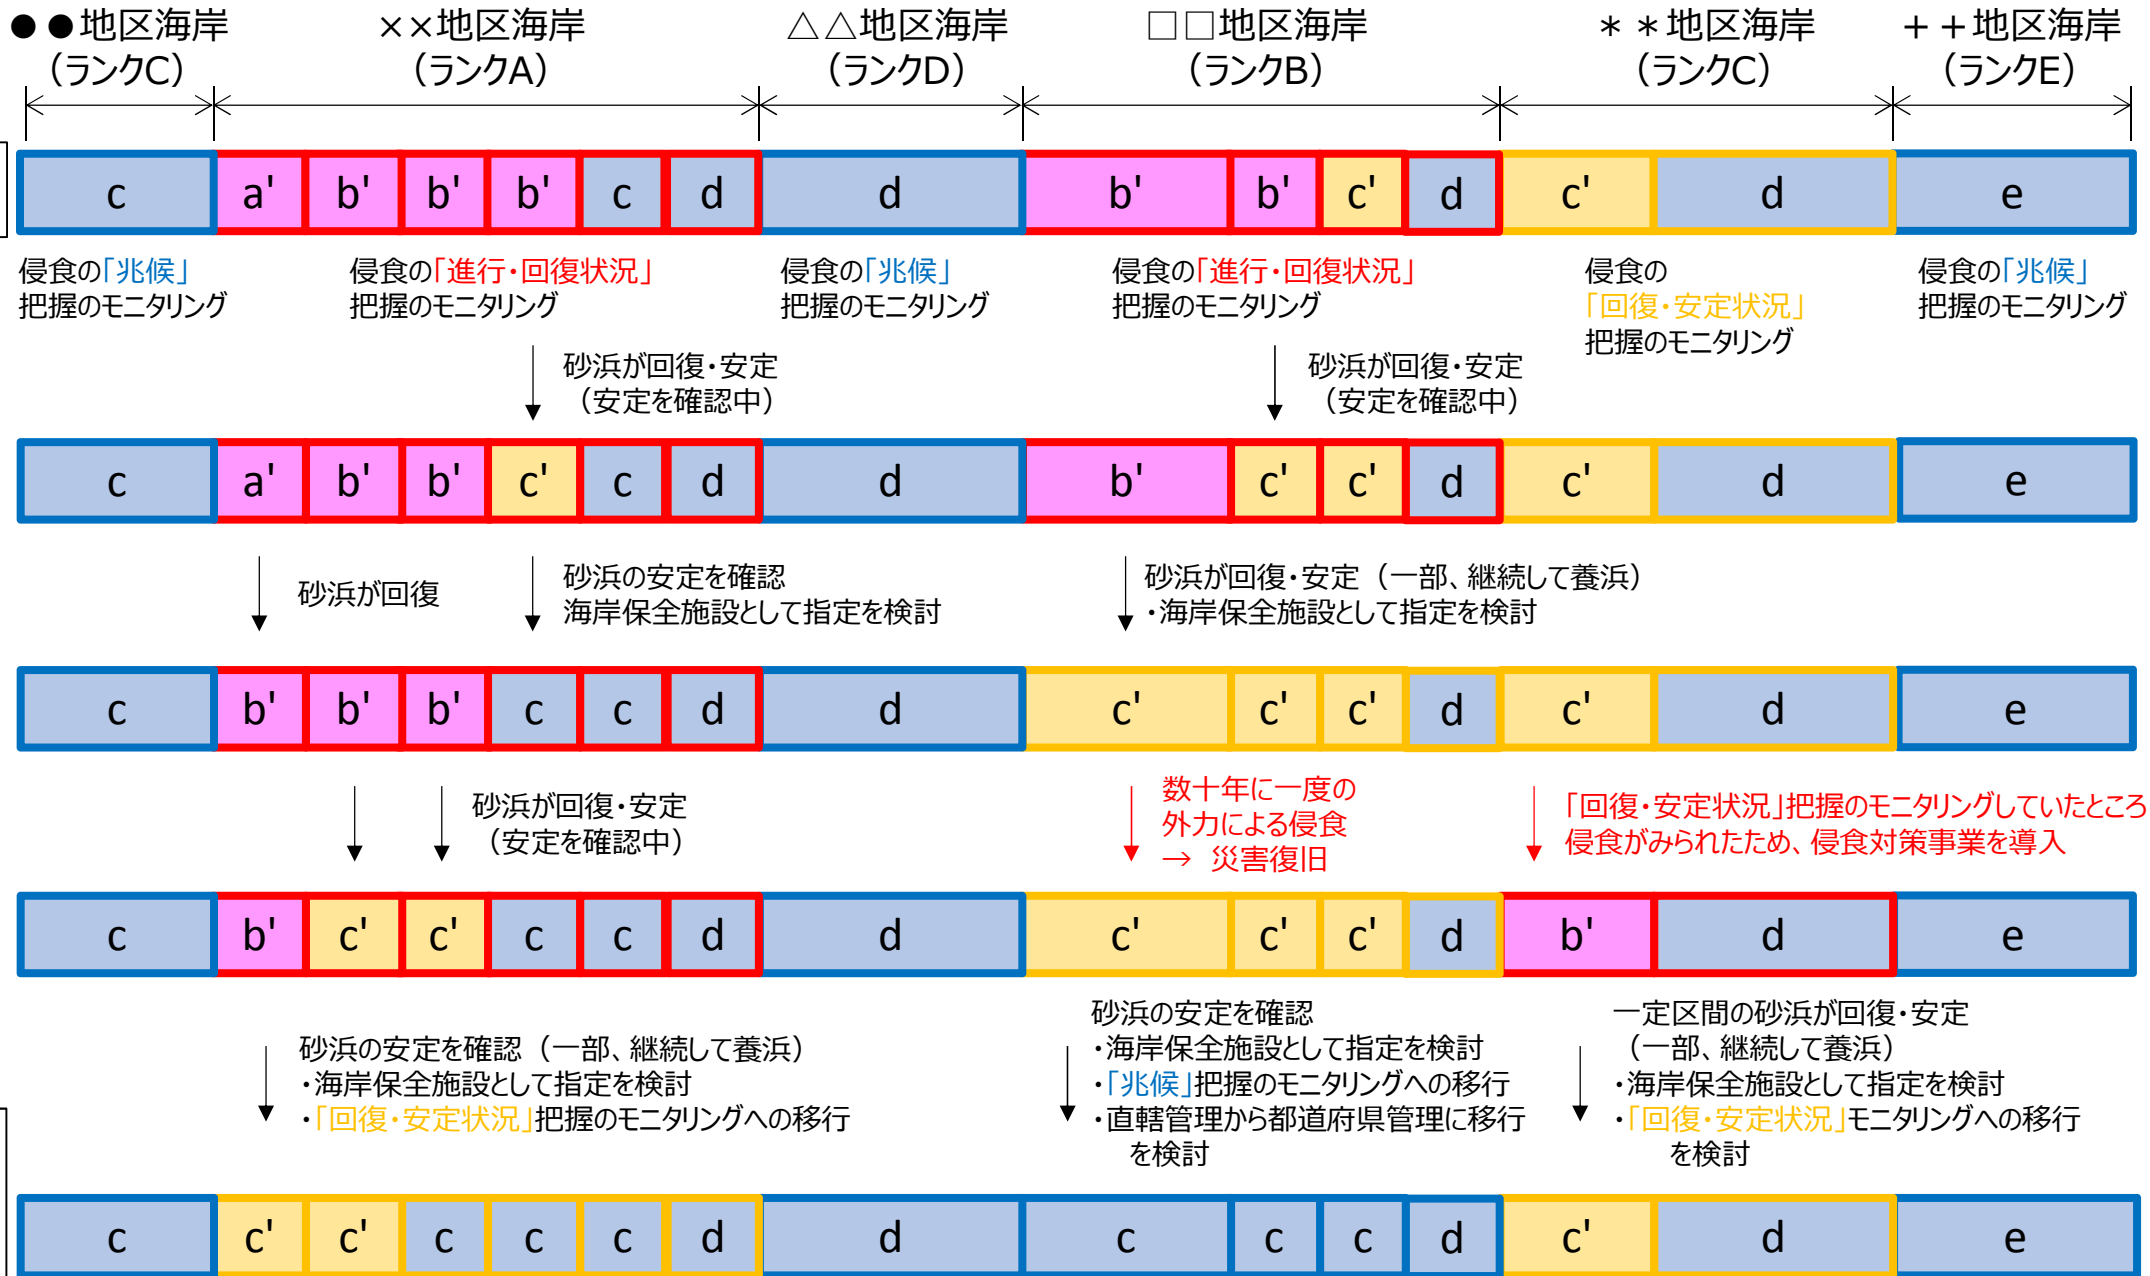 ●●地区海岸
(ランクC)
××地区海岸
(ランクA)
△△地区海岸
(ランクD)
□□地区海岸
(ランクB)
＊＊地区海岸
(ランクC)
＋＋地区海岸
(ランクE)
c a' b' b' b' c d d b' b' c' d c' d e
侵食の「兆候」
把握のモニタリング
侵食の「進行・回復状況」
把握のモニタリング
侵食の「兆候」
把握のモニタリング
侵食の「進行・回復状況」
把握のモニタリング
侵食の
「回復・安定状況」
把握のモニタリング
侵食の「兆候」
把握のモニタリング
砂浜が回復・安定
(安定を確認中)
砂浜が回復・安定
(安定を確認中)
c a' b' b' c' c d d b' c' c' d c' d e
砂浜が回復
砂浜の安定を確認
海岸保全施設として指定を検討
砂浜が回復・安定 (一部、継続して養浜)
・海岸保全施設として指定を検討
c b' b' b' c c d d c' c' c' d c' d e
砂浜が回復・安定
(安定を確認中)
数十年に一度の
外力による侵食
→ 災害復旧
「回復・安定状況」把握のモニタリングしていたところ
侵食がみられたため、侵食対策事業を導入
c b' c' c' c c d d c' c' c' d b' d e
砂浜の安定を確認 (一部、継続して養浜)
・海岸保全施設として指定を検討
・「回復・安定状況」把握のモニタリングへの移行
砂浜の安定を確認
・海岸保全施設として指定を検討
・「兆候」把握のモニタリングへの移行
・直轄管理から都道府県管理に移行
を検討
一定区間の砂浜が回復・安定
(一部、継続して養浜)
・海岸保全施設として指定を検討
・「回復・安定状況」モニタリングへの移行
を検討
c c' c' c c c d d c c c d c' d e